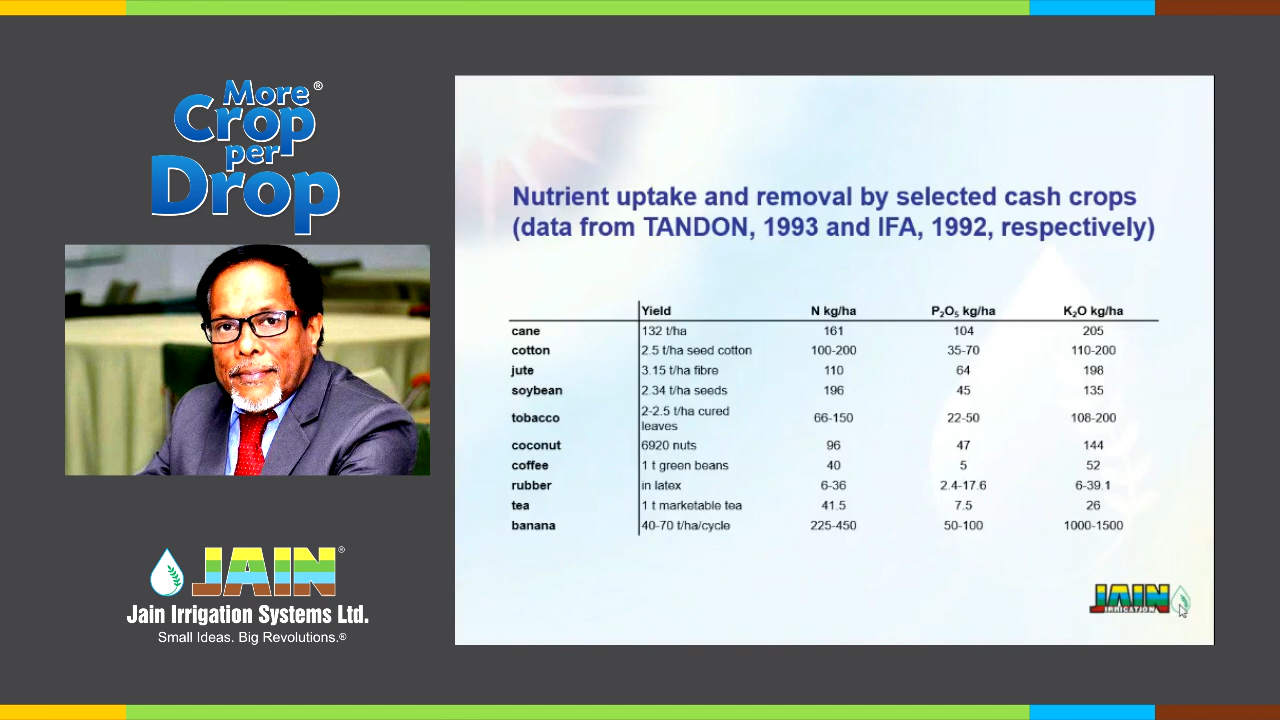 More®
Crop
per
Drop
JAIN®
Jain Irrigation Systems Ltd.
Small Ideas. Big Revolutions.®
Nutrient uptake and removal by selected cash crops
(data from TANDON, 1993 and IFA, 1992, respectively)
Yield N kg/ha P₂O₅ kg/ha K₂O kg/ha
cane 132 t/ha 161 104 205
cotton 2.5 t/ha seed cotton 100-200 35-70 110-200
jute 3.15 t/ha fibre 110 64 198
soybean 2.34 t/ha seeds 196 45 135
tobacco 2-2.5 t/ha cured leaves 66-150 22-50 108-200
coconut 6920 nuts 96 47 144
coffee 1 t green beans 40 5 52
rubber in latex 6-36 2.4-17.6 6-39.1
tea 1 t marketable tea 41.5 7.5 26
banana 40-70 t/ha/cycle 225-450 50-100 1000-1500
JAIN
IRRIGATION